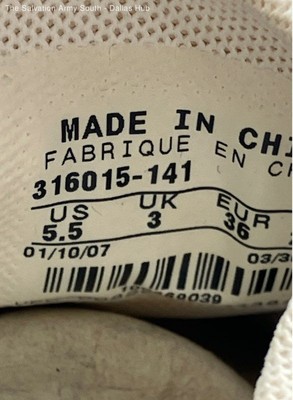 The Salvation Army South - Dallas Hub
MADE IN CHI
FABRIQUE EN CH
316015-141
US UK EUR
5.5 3 36
01/10/07 03/3